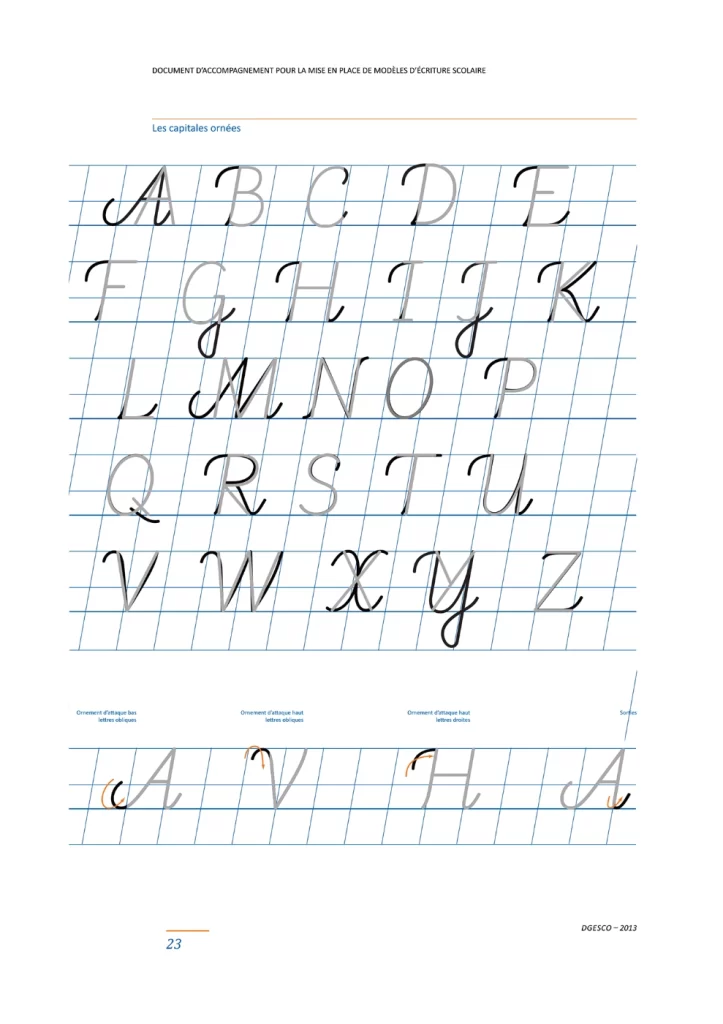 DOCUMENT D'ACCOMPAGNEMENT POUR LA MISE EN PLACE DE MODÈLES D'ÉCRITURE SCOLAIRE
Les capitales ornées
A B C D E
F G H I J K
L M N O P
Q R S T U
V W X Y Z
Ornement d'attaque bas lettres obliques
Ornement d'attaque haut lettres obliques
Ornement d'attaque haut lettres droites
Sorties
A V H A
DGESCO – 2013
23